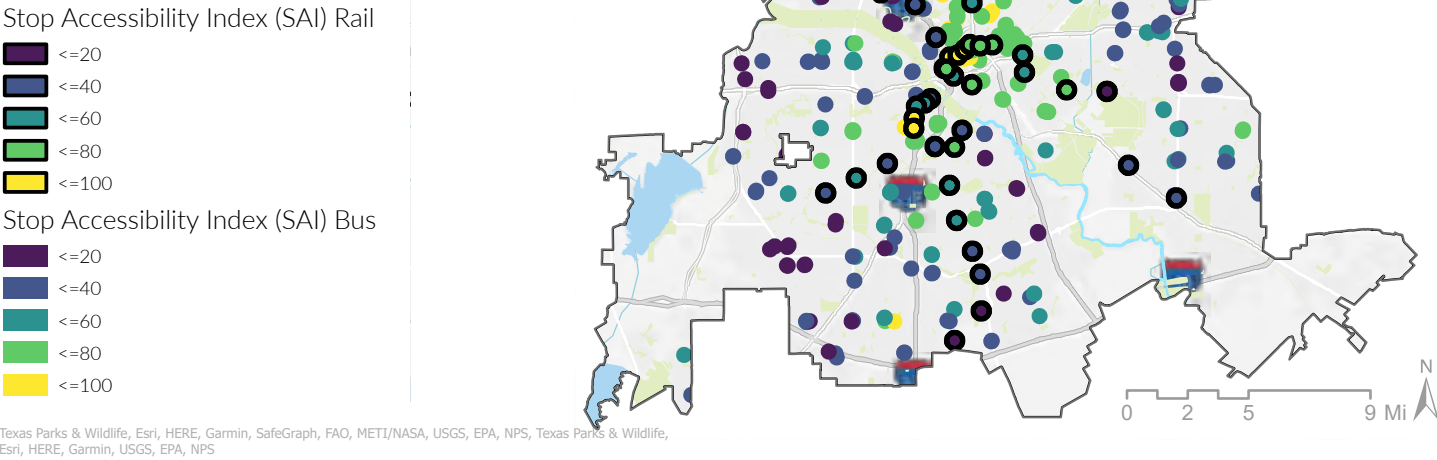 Stop Accessibility Index (SAI) Rail
<=20
<=40
<=60
<=80
<=100
Stop Accessibility Index (SAI) Bus
<=20
<=40
<=60
<=80
<=100
N
0 2 5 9 Mi
Texas Parks & Wildlife, Esri, HERE, Garmin, SafeGraph, FAO, METI/NASA, USGS, EPA, NPS, Texas Parks & Wildlife,
Esri, HERE, Garmin, USGS, EPA, NPS